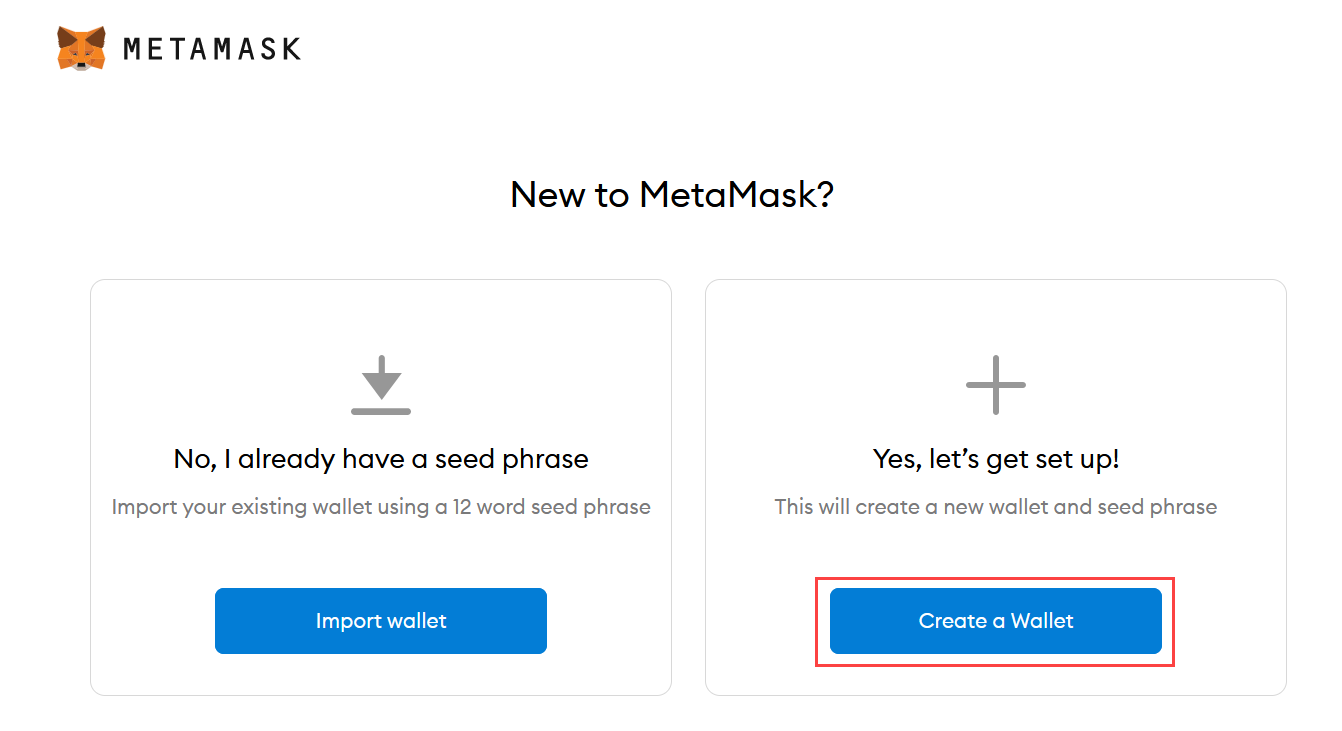 METAMASK
New to MetaMask?
No, I already have a seed phrase
Import your existing wallet using a 12 word seed phrase
Import wallet
Yes, let’s get set up!
This will create a new wallet and seed phrase
Create a Wallet